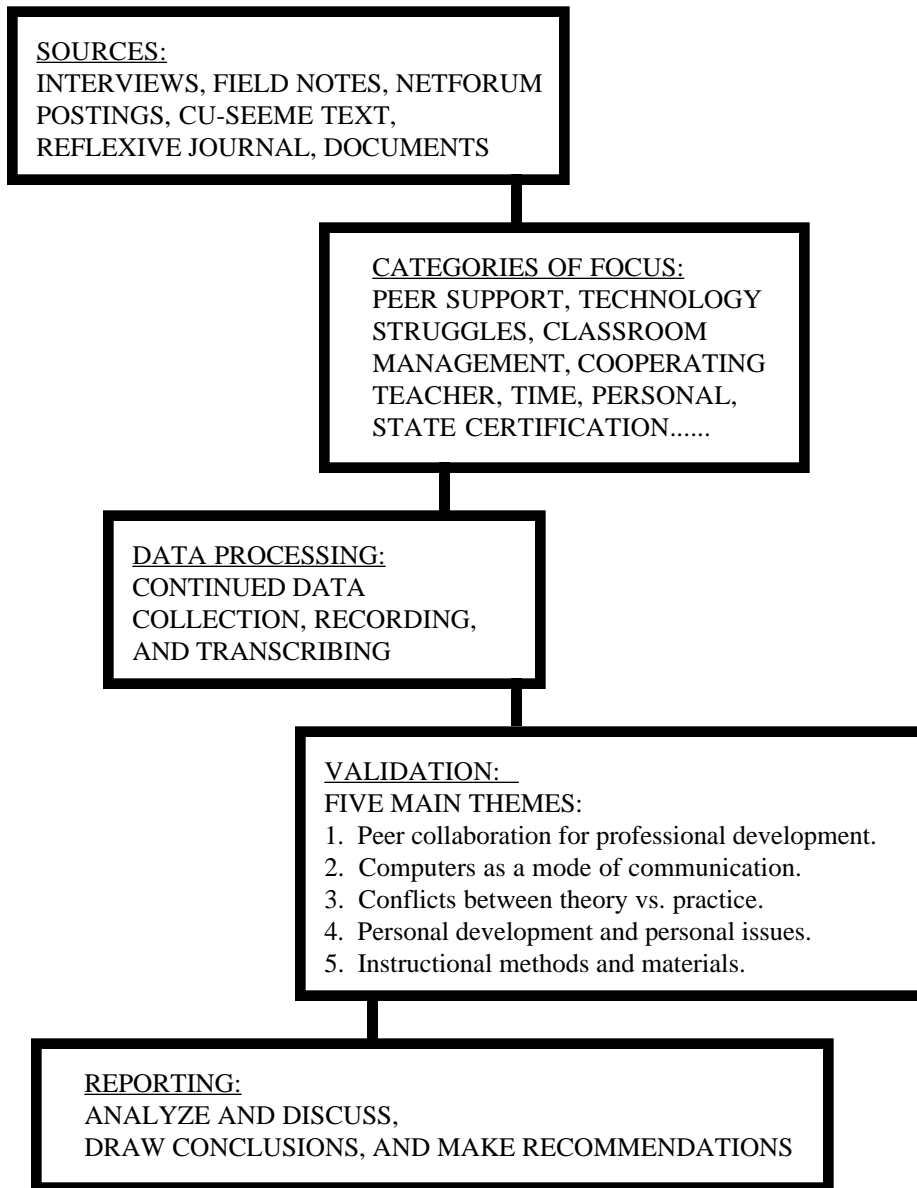 SOURCES:
INTERVIEWS, FIELD NOTES, NETFORUM
POSTINGS, CU-SEEME TEXT,
REFLEXIVE JOURNAL, DOCUMENTS
CATEGORIES OF FOCUS:
PEER SUPPORT, TECHNOLOGY
STRUGGLES, CLASSROOM
MANAGEMENT, COOPERATING
TEACHER, TIME, PERSONAL,
STATE CERTIFICATION......
DATA PROCESSING:
CONTINUED DATA
COLLECTION, RECORDING,
AND TRANSCRIBING
VALIDATION:
FIVE MAIN THEMES:
1. Peer collaboration for professional development.
2. Computers as a mode of communication.
3. Conflicts between theory vs. practice.
4. Personal development and personal issues.
5. Instructional methods and materials.
REPORTING:
ANALYZE AND DISCUSS,
DRAW CONCLUSIONS, AND MAKE RECOMMENDATIONS